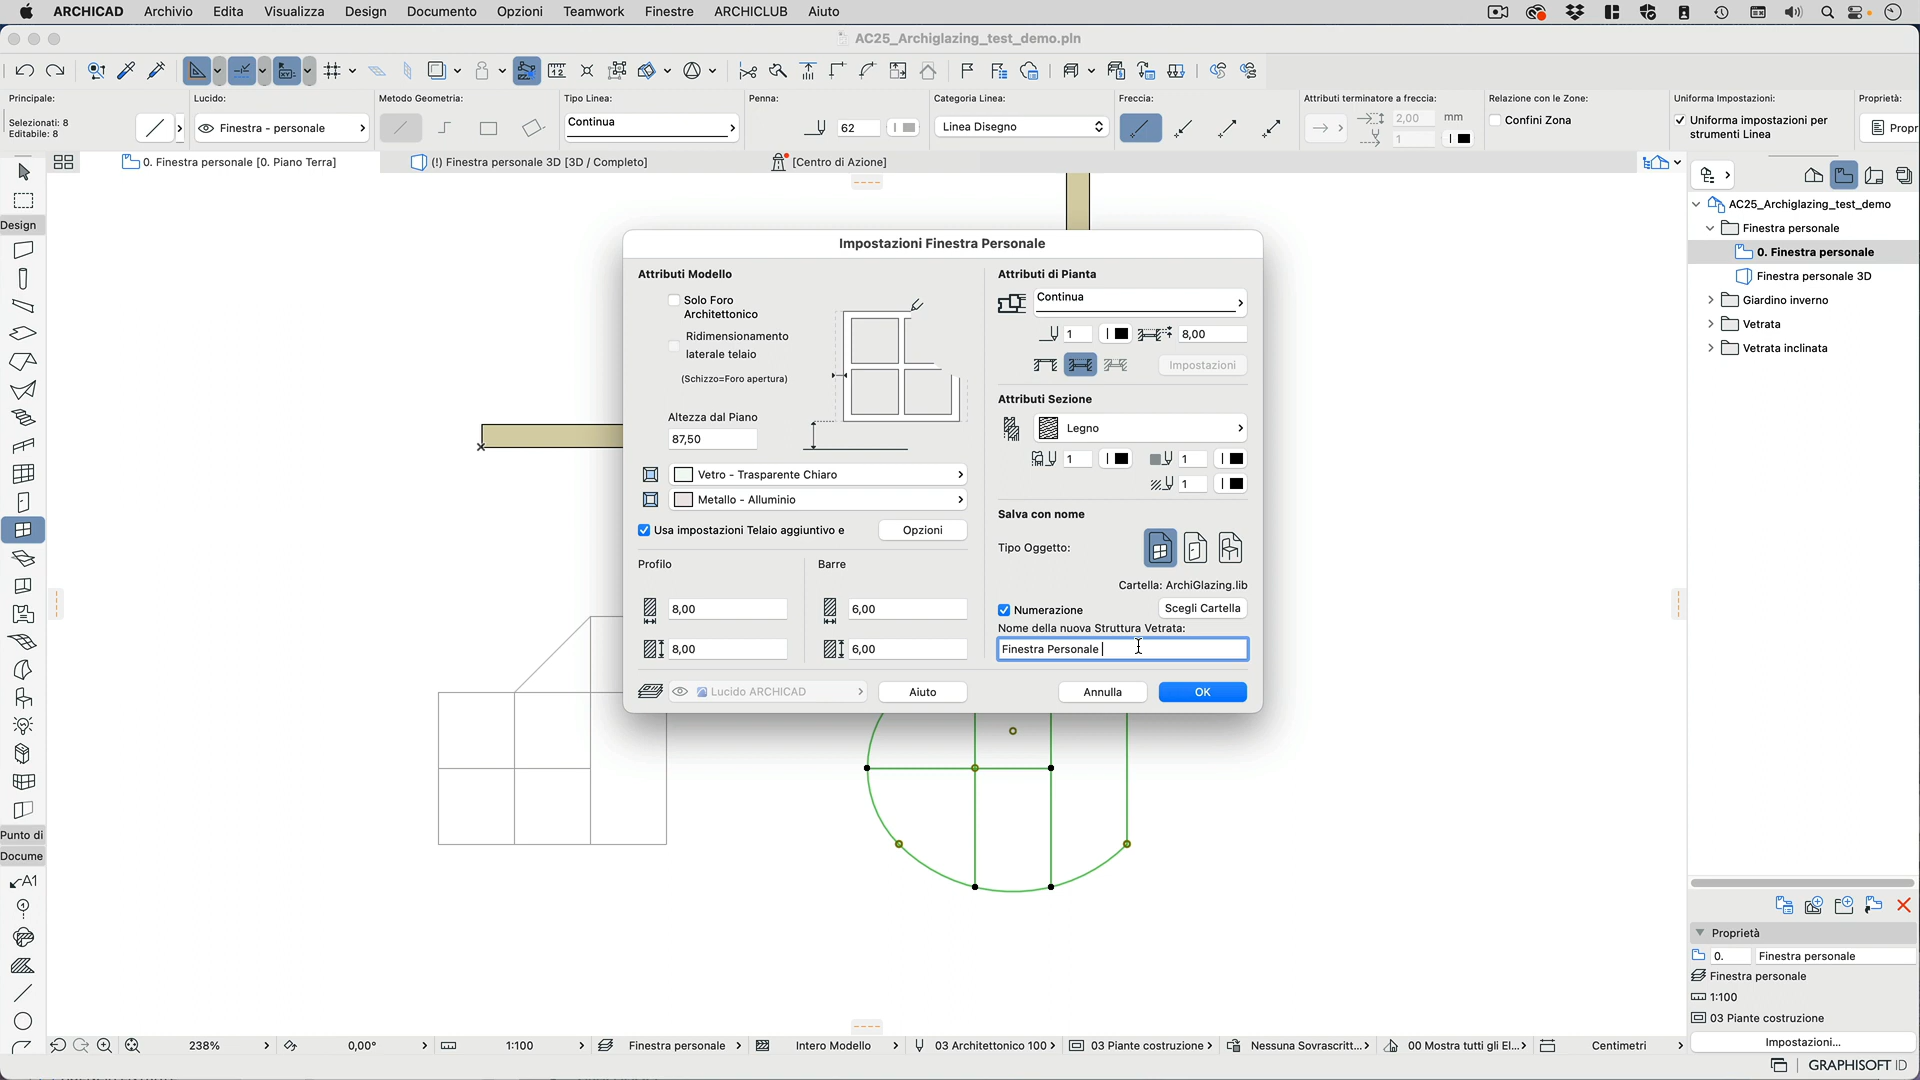 ARCHICAD Archivio Edita Visualizza Design Documento Opzioni Teamwork Finestre ARCHICLUB Aiuto
AC25_Archiglazing_test_demo.pln
Principale: Lucido: Metodo Geometria: Tipo Linea: Penna: Categoria Linea: Freccia: Attributi terminatore a freccia: Relazione con le Zone: Uniforma Impostazioni: Proprietà:
Selezionati: 8
Editabile: 8
Finestra - personale
Continua
62
Linea Disegno
2,00 mm
1
Confini Zona
Uniforma impostazioni per
strumenti Linea
Propr
0. Finestra personale [0. Piano Terra]
(!) Finestra personale 3D [3D / Completo]
[Centro di Azione]
Design
Punto di
Docume
A1
Impostazioni Finestra Personale
Attributi Modello
Solo Foro
Architettonico
Ridimensionamento
laterale telaio
(Schizzo=Foro apertura)
Altezza dal Piano
87,50
Vetro - Trasparente Chiaro
Metallo - Alluminio
Usa impostazioni Telaio aggiuntivo e
Opzioni
Profilo
8,00
8,00
Barre
6,00
6,00
Lucido ARCHICAD
Aiuto
Attributi di Pianta
Continua
1
8,00
Impostazioni
Attributi Sezione
Legno
1
1
1
Salva con nome
Tipo Oggetto:
Cartella: ArchiGlazing.lib
Numerazione
Scegli Cartella
Nome della nuova Struttura Vetrata:
Finestra Personale
Annulla
OK
AC25_Archiglazing_test_demo
Finestra personale
0. Finestra personale
Finestra personale 3D
Giardino inverno
Vetrata
Vetrata inclinata
Proprietà
0. Finestra personale
Finestra personale
1:100
03 Piante costruzione
Impostazioni...
238% 0,00° 1:100 Finestra personale Intero Modello 03 Architettonico 100 03 Piante costruzione Nessuna Sovrascritt... 00 Mostra tutti gli El... Centimetri
GRAPHISOFT ID